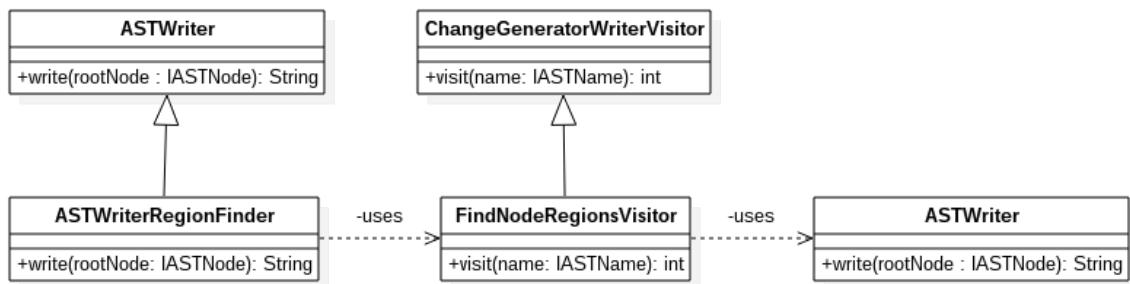 ASTWriter
+write(rootNode : IASTNode): String
ChangeGeneratorWriterVisitor
+visit(name: IASTName): int
ASTWriterRegionFinder
+write(rootNode: IASTNode): String
-uses
FindNodeRegionsVisitor
+visit(name: IASTName): int
-uses
ASTWriter
+write(rootNode : IASTNode): String